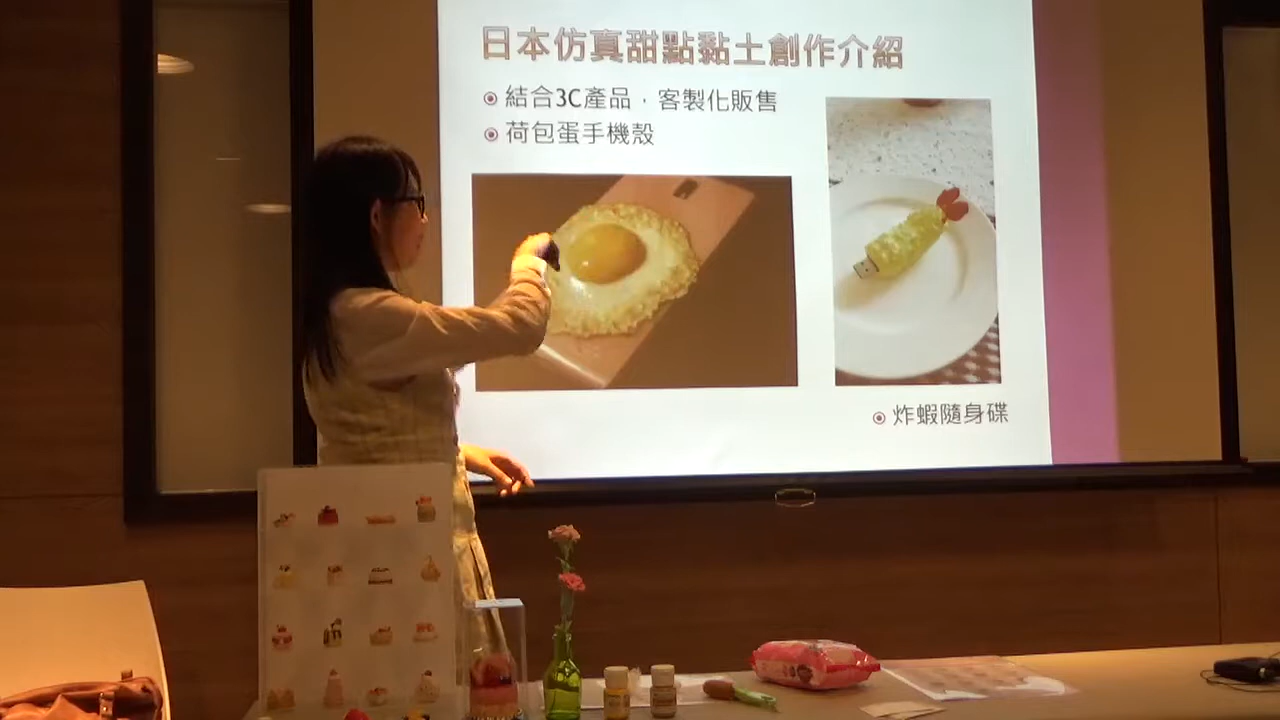 日本仿真甜點黏土創作介紹
結合3C產品，客製化販售
荷包蛋手機殼
炸蝦隨身碟